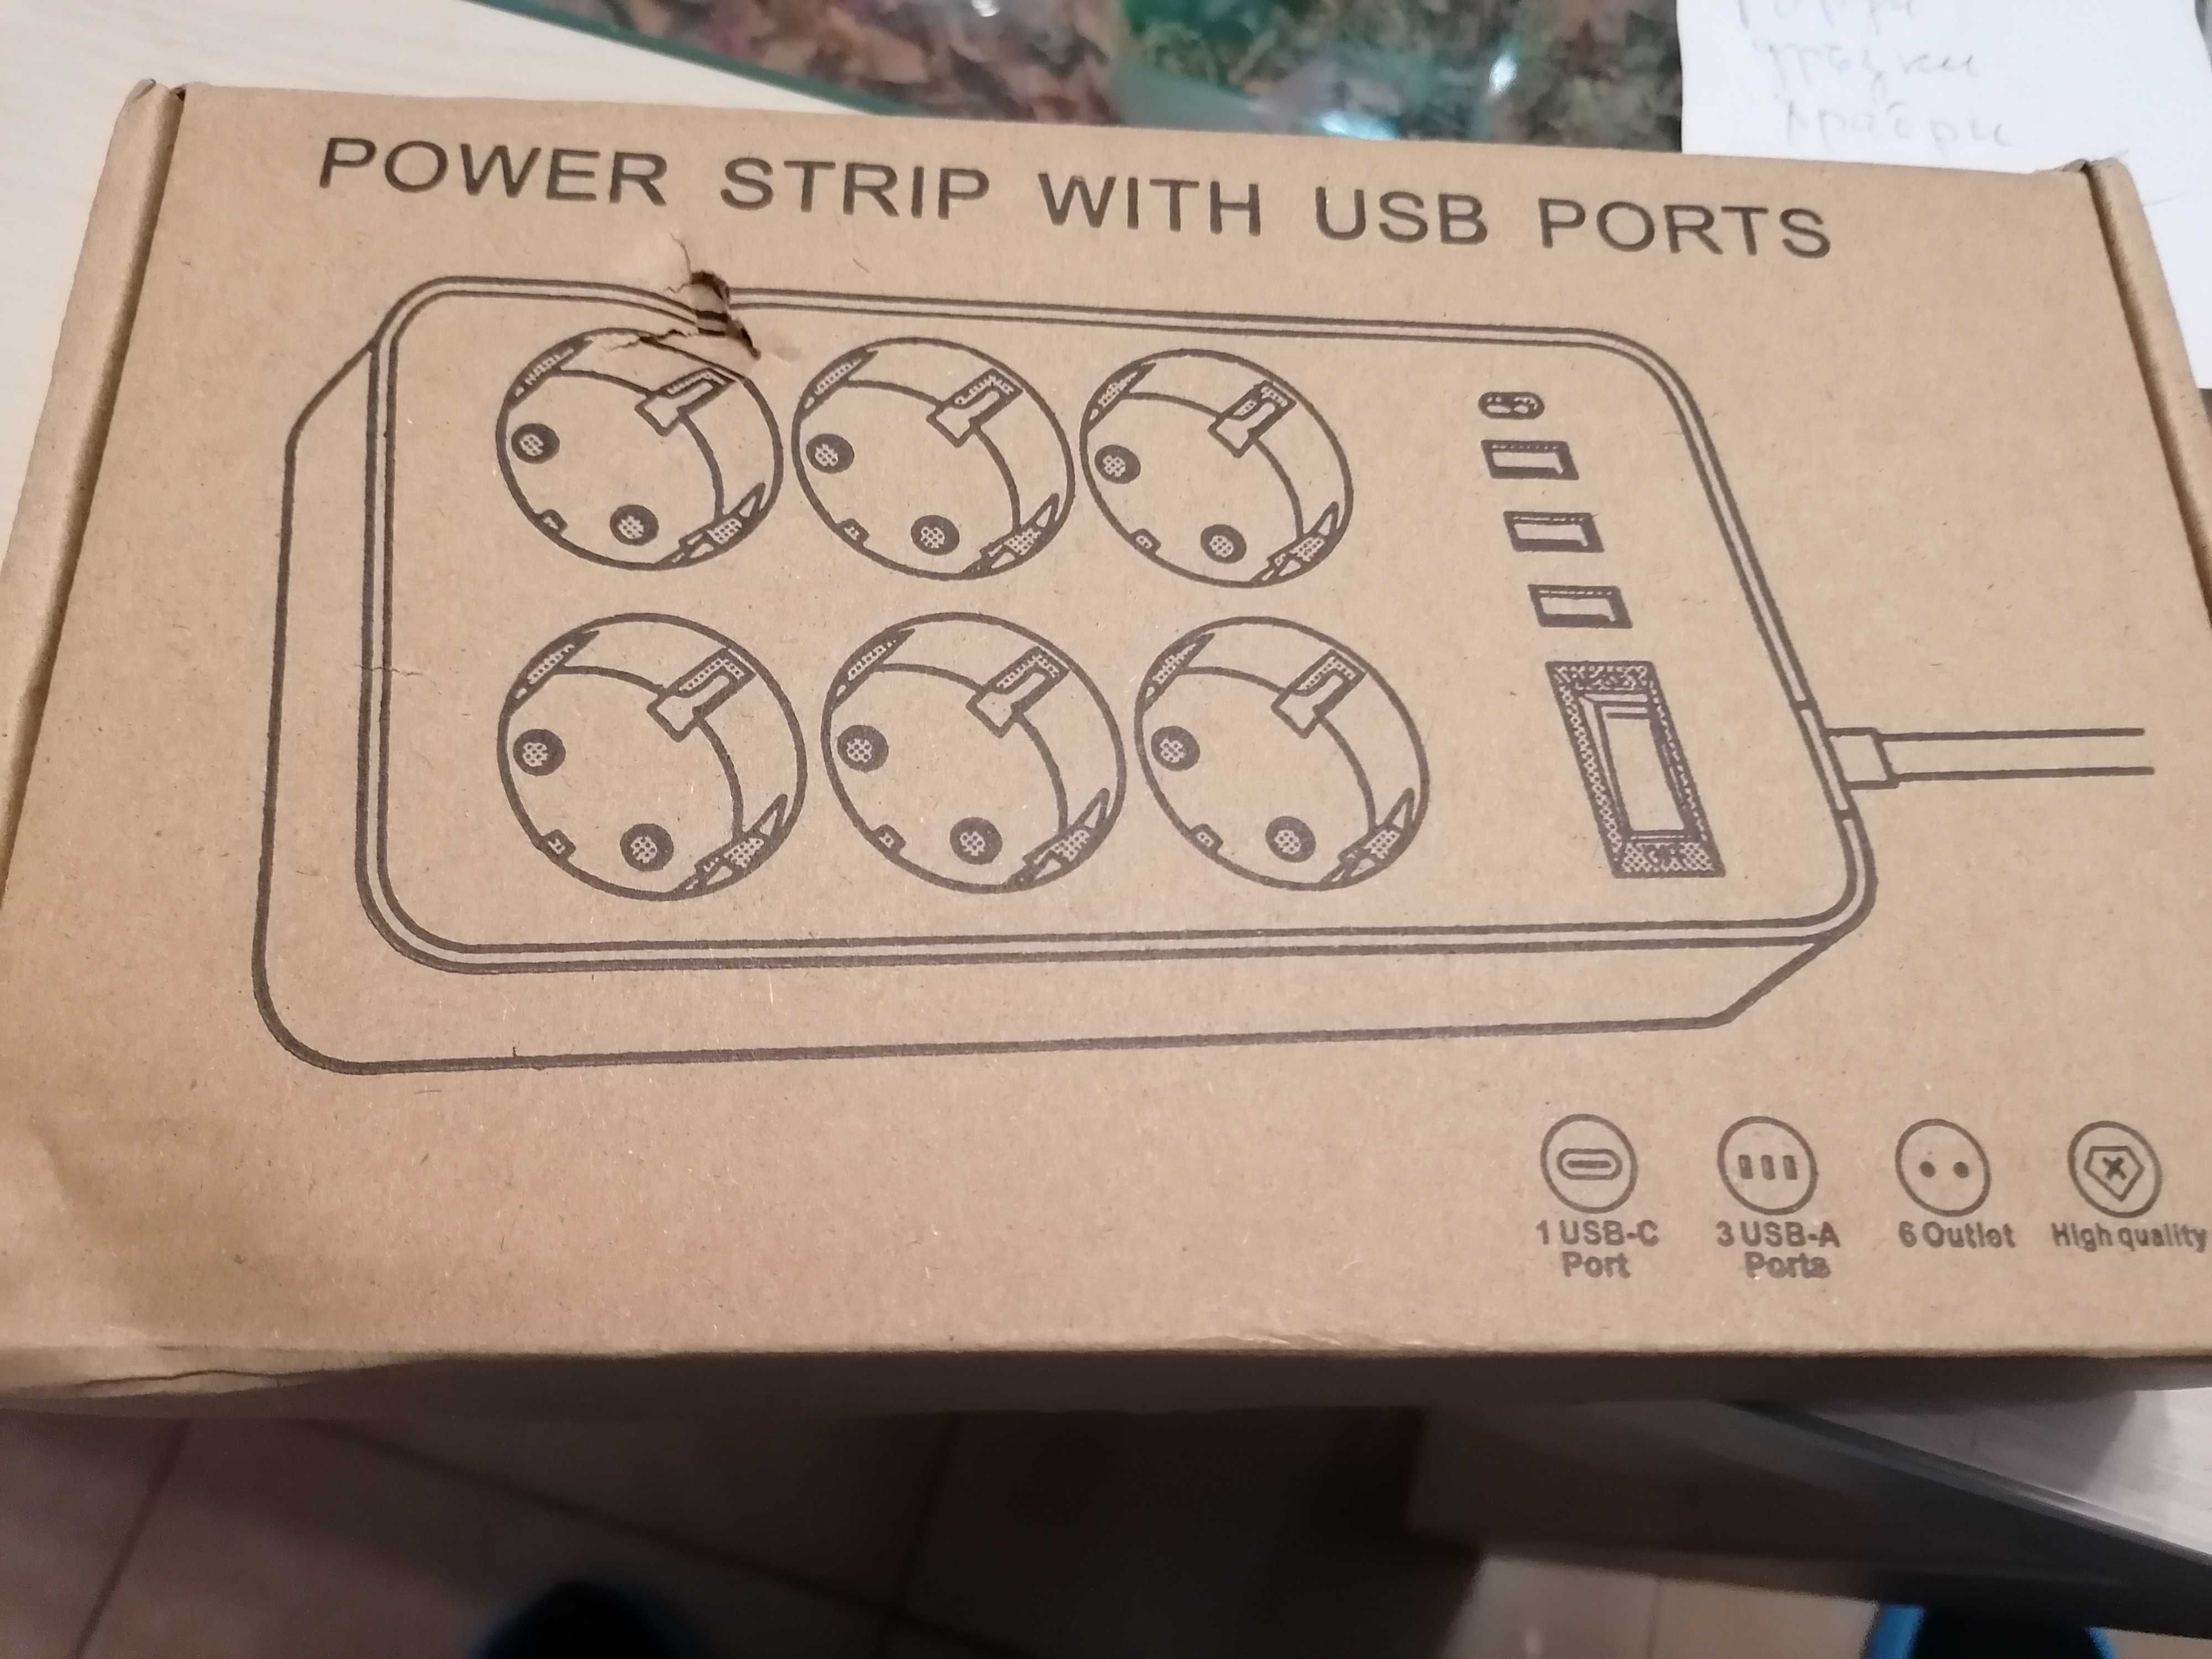 POWER STRIP WITH USB PORTS
1 USB-C
Port
3 USB-A
Ports
6 Outlet
High quality